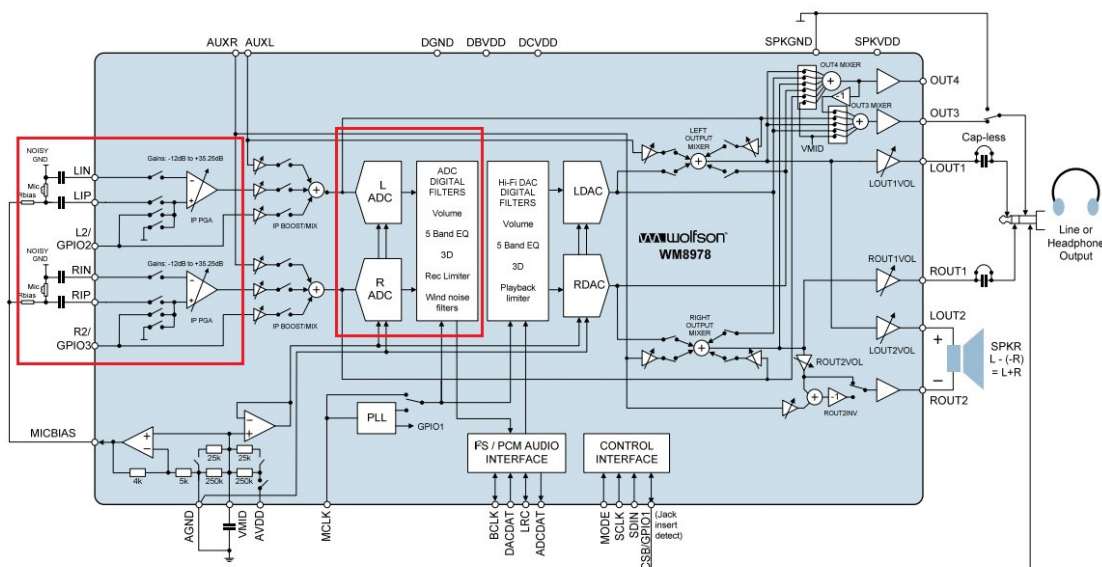 AUXR AUXL DGND DBVDD DCVDD SPKGND SPKVDD
OUT4 MIXER
OUT4
-1
OUT3 MIXER
OUT3
VMID
Cap-less
NOISY
GND
LIN
Mic
Rbias
LIP
L2/
GPIO2
Gains: -12dB to +35.25dB
IP PGA
IP BOOST/MIX
NOISY
GND
RIN
Mic
Rbias
RIP
R2/
GPIO3
Gains: -12dB to +35.25dB
IP PGA
IP BOOST/MIX
L
ADC
R
ADC
ADC
DIGITAL
FILTERS
Volume
5 Band EQ
3D
Rec Limiter
Wind noise
filters
Hi-Fi DAC
DIGITAL
FILTERS
Volume
5 Band EQ
3D
Playback
limiter
LDAC
RDAC
wolfson
WM8978
LEFT
OUTPUT
MIXER
RIGHT
OUTPUT
MIXER
LOUT1VOL
LOUT1
ROUT1VOL
ROUT1
LOUT2VOL
LOUT2
ROUT2VOL
ROUT2INV
-1
ROUT2
Line or
Headphone
Output
SPKR
L - (-R)
= L+R
+
−
MICBIAS
4k
5k
25k
25k
250k
250k
PLL
GPIO1
I²S / PCM AUDIO
INTERFACE
CONTROL
INTERFACE
AGND
VMID
AVDD
MCLK
BCLK
DACDAT
LRC
ADCDAT
MODE
SCLK
SDIN
CSB/GPIO1
(Jack
insert
detect)